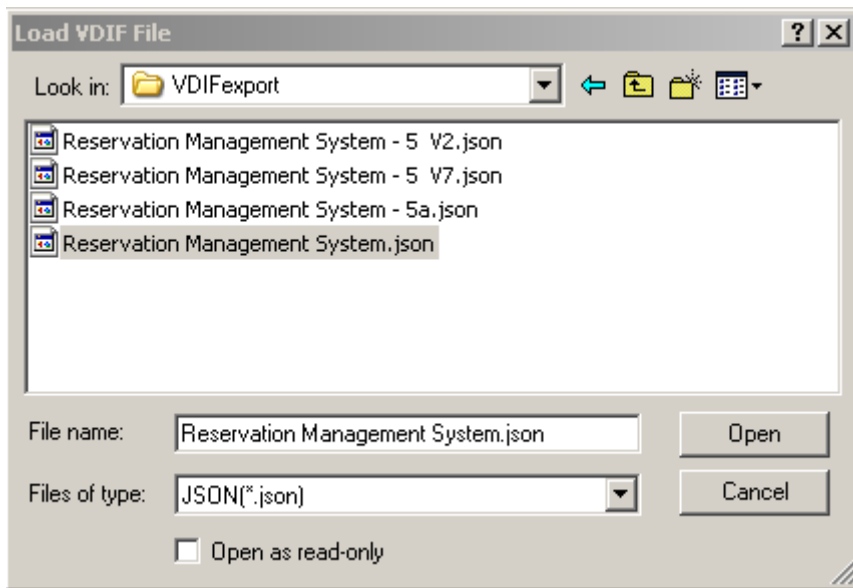 Load VDIF File
Look in: VDIFexport
Reservation Management System - 5  V2.json
Reservation Management System - 5  V7.json
Reservation Management System - 5a.json
Reservation Management System.json
File name: Reservation Management System.json Open
Files of type: JSON(*.json) Cancel
Open as read-only